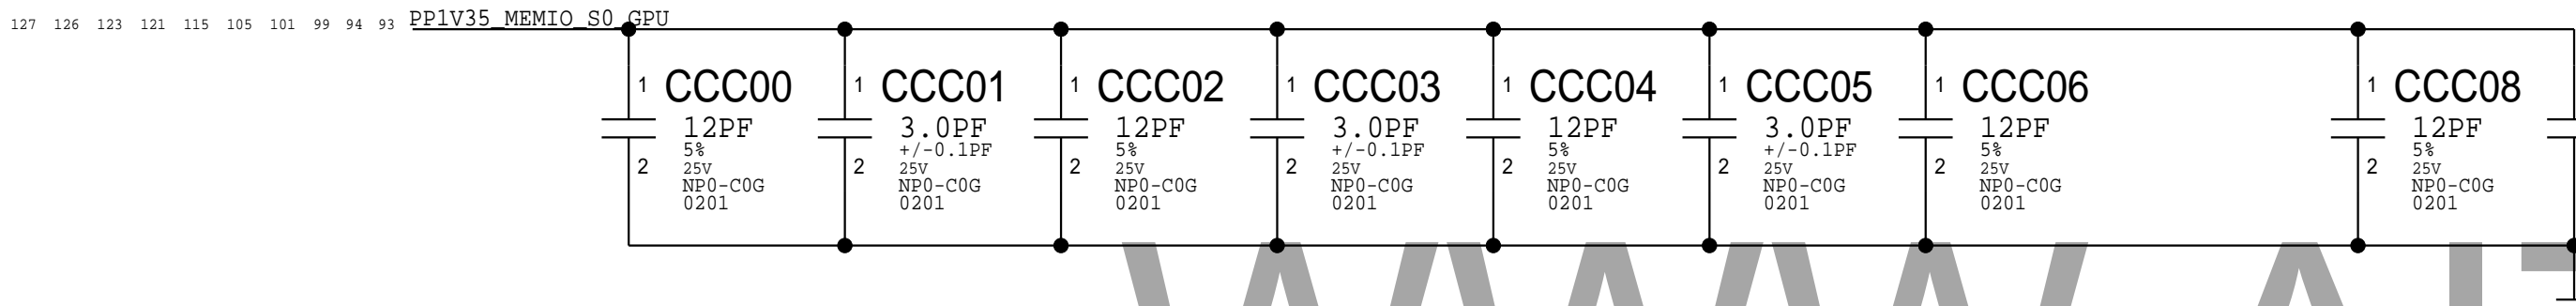 127 126 123 121 115 105 101 99 94 93 PP1V35_MEMIO_S0_GPU
1 CCC00
12PF
5%
2 25V
NP0-C0G
0201
1 CCC01
3.0PF
+/-0.1PF
2 25V
NP0-C0G
0201
1 CCC02
12PF
5%
2 25V
NP0-C0G
0201
1 CCC03
3.0PF
+/-0.1PF
2 25V
NP0-C0G
0201
1 CCC04
12PF
5%
2 25V
NP0-C0G
0201
1 CCC05
3.0PF
+/-0.1PF
2 25V
NP0-C0G
0201
1 CCC06
12PF
5%
2 25V
NP0-C0G
0201
1 CCC08
12PF
5%
2 25V
NP0-C0G
0201